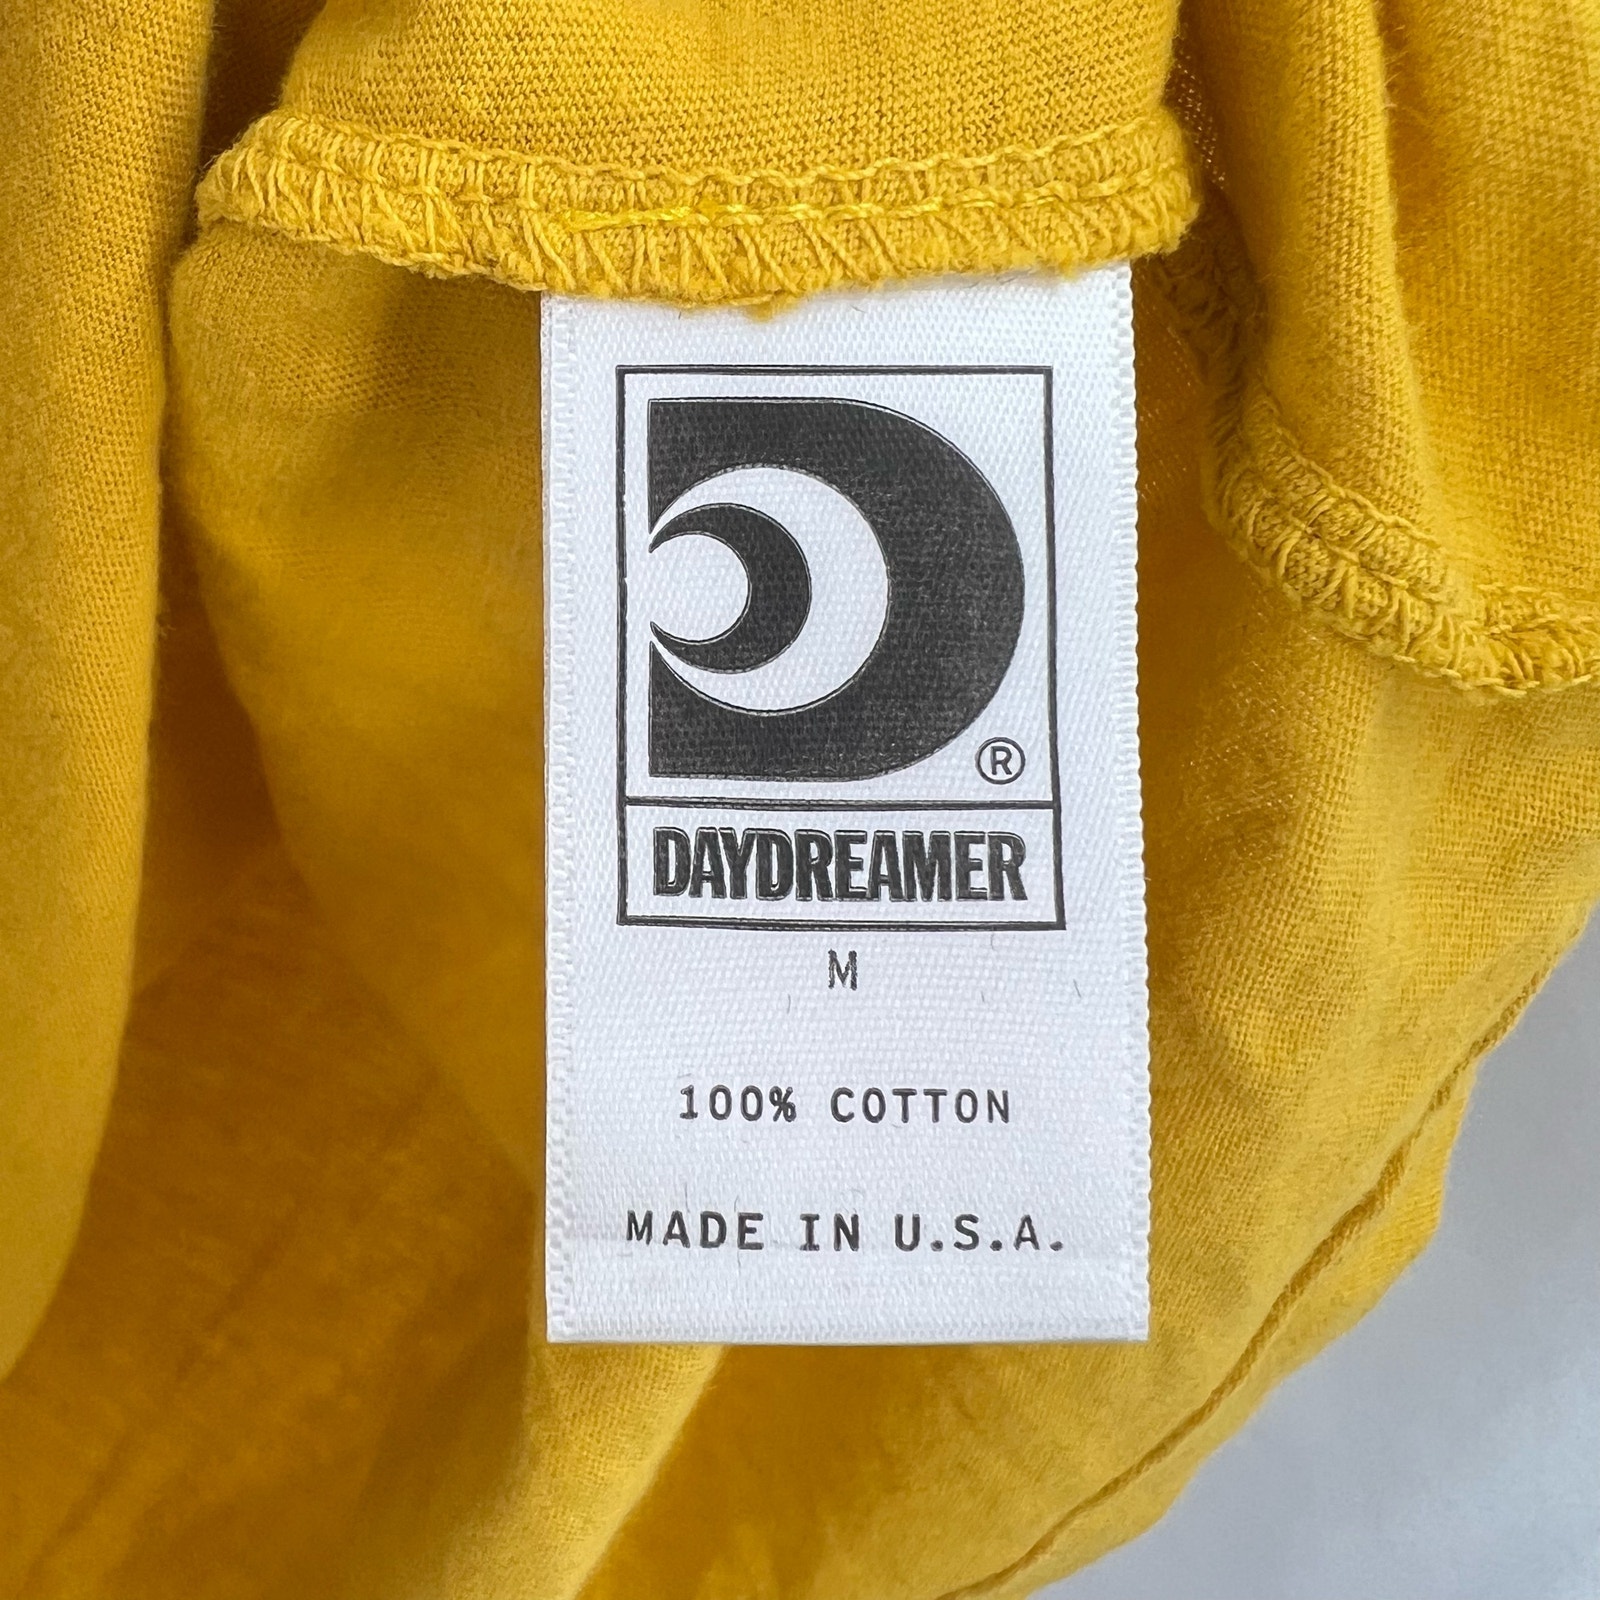 ®
DAYDREAMER
M
100% COTTON
MADE IN U.S.A.